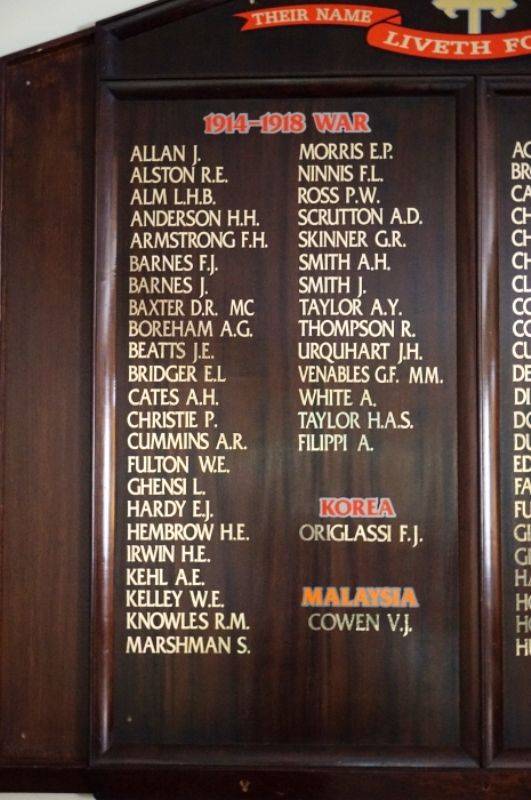 THEIR NAME
LIVETH FO
1914-1918 WAR
ALLAN J.
ALSTON R.E.
ALM L.H.B.
ANDERSON H.H.
ARMSTRONG F.H.
BARNES F.J.
BARNES J.
BAXTER D.R. MC
BOREHAM A.G.
BEATTS J.E.
BRIDGER E.L
CATES A.H.
CHRISTIE P.
CUMMINS A.R.
FULTON W.E.
GHENSI L.
HARDY E.J.
HEMBROW H.E.
IRWIN H.E.
KEHL A.E.
KELLEY W.E.
KNOWLES R.M.
MARSHMAN S.
MORRIS E.P.
NINNIS F.L.
ROSS P.W.
SCRUTTON A.D.
SKINNER G.R.
SMITH A.H.
SMITH J.
TAYLOR A.Y.
THOMPSON R.
URQUHART J.H.
VENABLES G.F. MM.
WHITE A.
TAYLOR H.A.S.
FILIPPI A.
KOREA
ORIGLASSI F.J.
MALAYSIA
COWEN V.J.